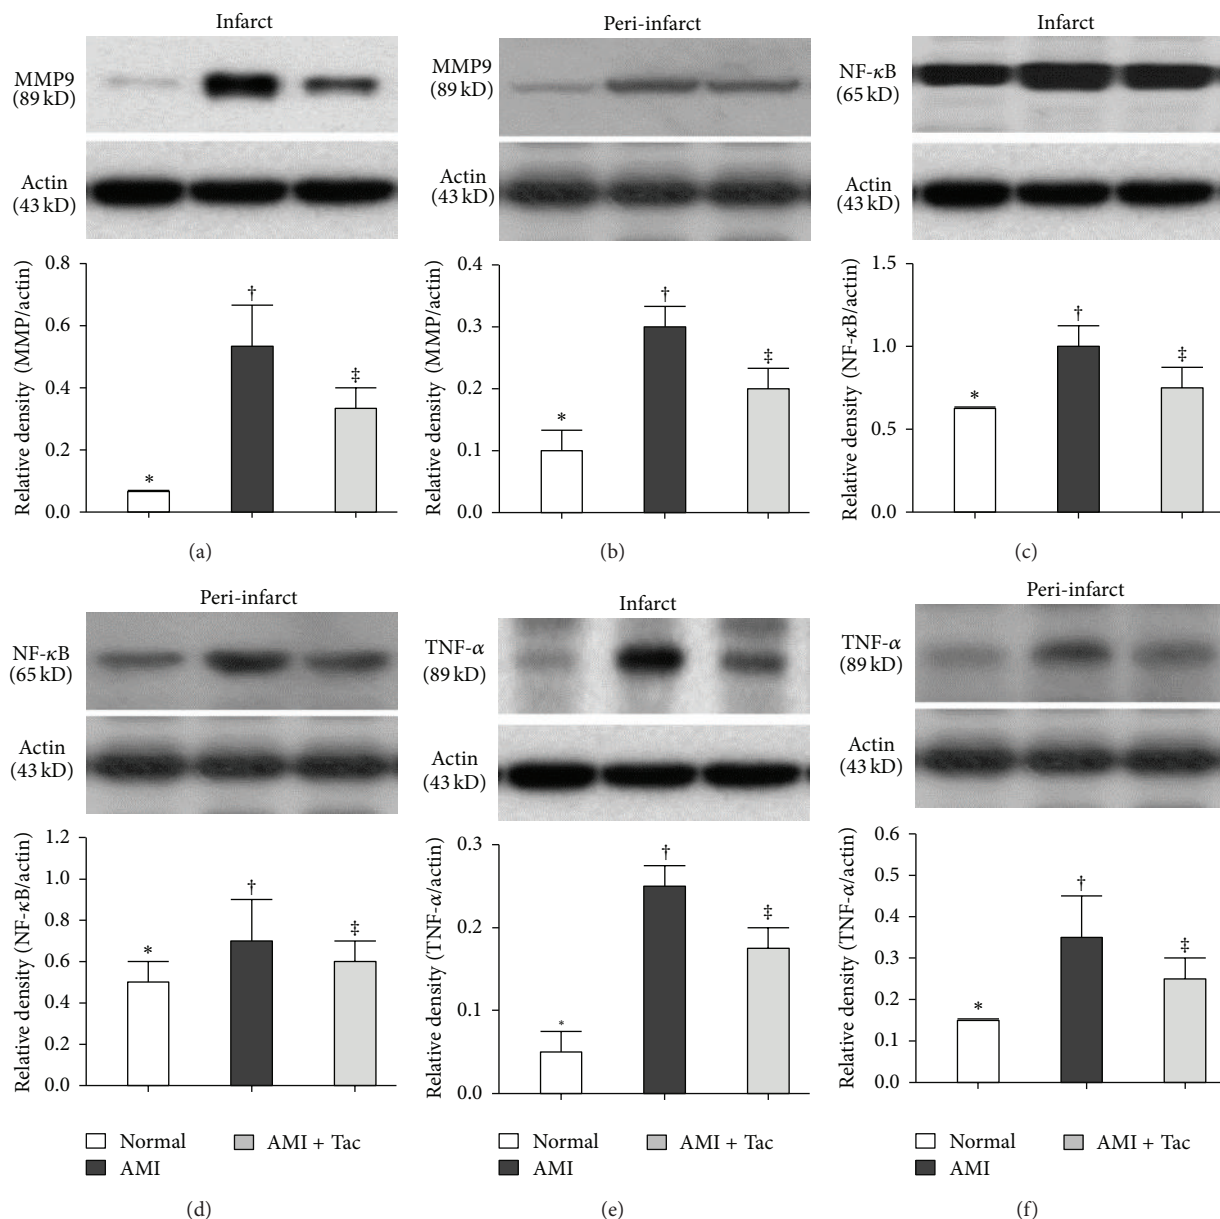 Infarct
MMP9
(89 kD)
Actin
(43 kD)
Relative density (MMP/actin)
0.8
0.6
0.4
0.2
0.0
*
†
‡
(a)
Peri-infarct
MMP9
(89 kD)
Actin
(43 kD)
Relative density (MMP/actin)
0.4
0.3
0.2
0.1
0.0
*
†
‡
(b)
Infarct
NF-κB
(65 kD)
Actin
(43 kD)
Relative density (NF-κB/actin)
1.5
1.0
0.5
0.0
*
†
‡
(c)
Peri-infarct
NF-κB
(65 kD)
Actin
(43 kD)
Relative density (NF-κB/actin)
1.2
1.0
0.8
0.6
0.4
0.2
0.0
*
†
‡
Normal
AMI + Tac
AMI
(d)
Infarct
TNF-α
(89 kD)
Actin
(43 kD)
Relative density (TNF-α/actin)
0.3
0.2
0.1
0.0
*
†
‡
Normal
AMI + Tac
AMI
(e)
Peri-infarct
TNF-α
(89 kD)
Actin
(43 kD)
Relative density (TNF-α/actin)
0.6
0.5
0.4
0.3
0.2
0.1
0.0
*
†
‡
Normal
AMI + Tac
AMI
(f)